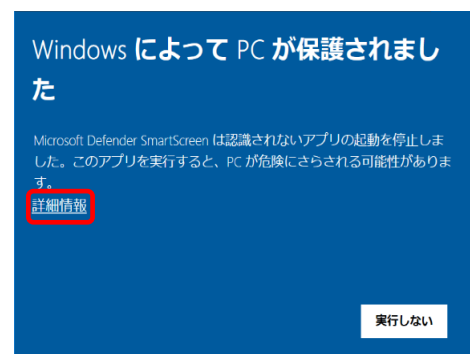 Windows によって PC が保護されまし
た
Microsoft Defender SmartScreen は認識されないアプリの起動を停止しま
した。このアプリを実行すると、PC が危険にさらされる可能性がありま
す。
詳細情報
実行しない